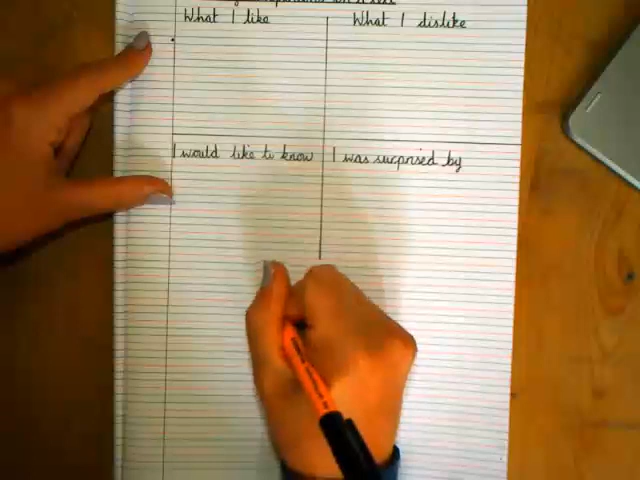 What I like
What I dislike
I would like to know
I was surprised by